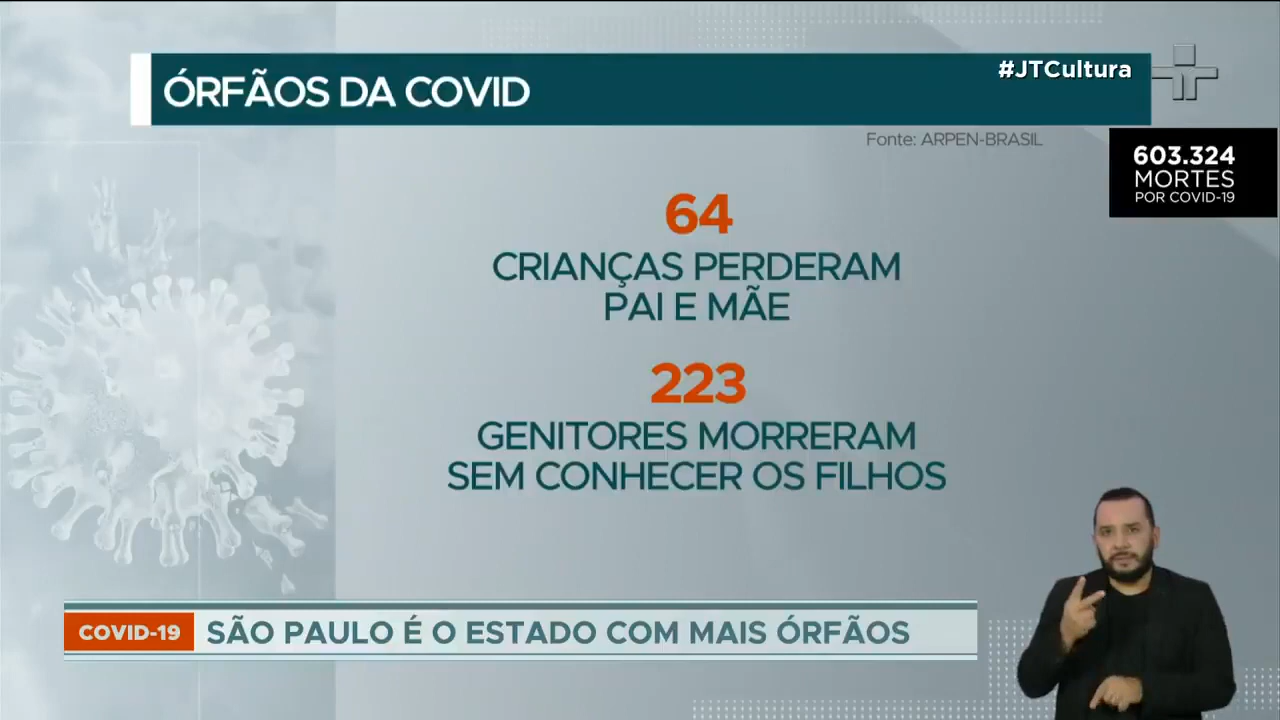 ÓRFÃOS DA COVID
#JTCultura
Fonte: ARPEN-BRASIL
603.324
MORTES
POR COVID-19
64
CRIANÇAS PERDERAM
PAI E MÃE
223
GENITORES MORRERAM
SEM CONHECER OS FILHOS
COVID-19
SÃO PAULO É O ESTADO COM MAIS ÓRFÃOS